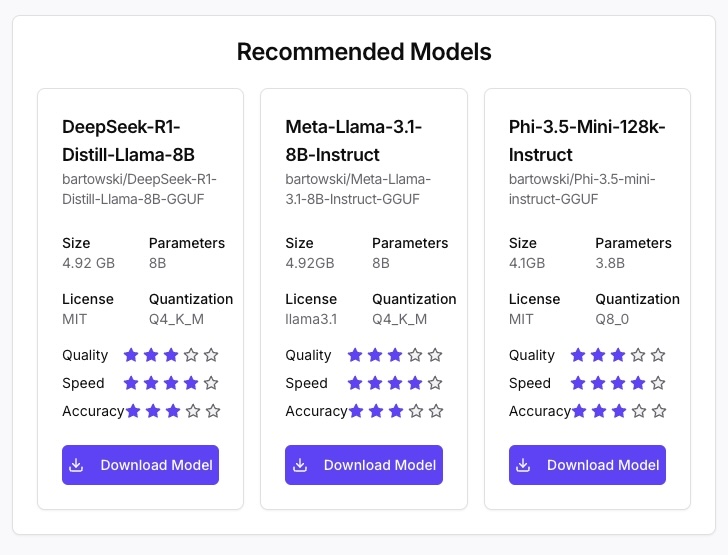 Recommended Models
DeepSeek-R1-
Distill-Llama-8B
bartowski/DeepSeek-R1-
Distill-Llama-8B-GGUF
Size Parameters
4.92 GB 8B
License Quantization
MIT Q4_K_M
Quality
Speed
Accuracy
Download Model
Meta-Llama-3.1-
8B-Instruct
bartowski/Meta-Llama-
3.1-8B-Instruct-GGUF
Size Parameters
4.92GB 8B
License Quantization
llama3.1 Q4_K_M
Quality
Speed
Accuracy
Download Model
Phi-3.5-Mini-128k-
Instruct
bartowski/Phi-3.5-mini-
instruct-GGUF
Size Parameters
4.1GB 3.8B
License Quantization
MIT Q8_0
Quality
Speed
Accuracy
Download Model